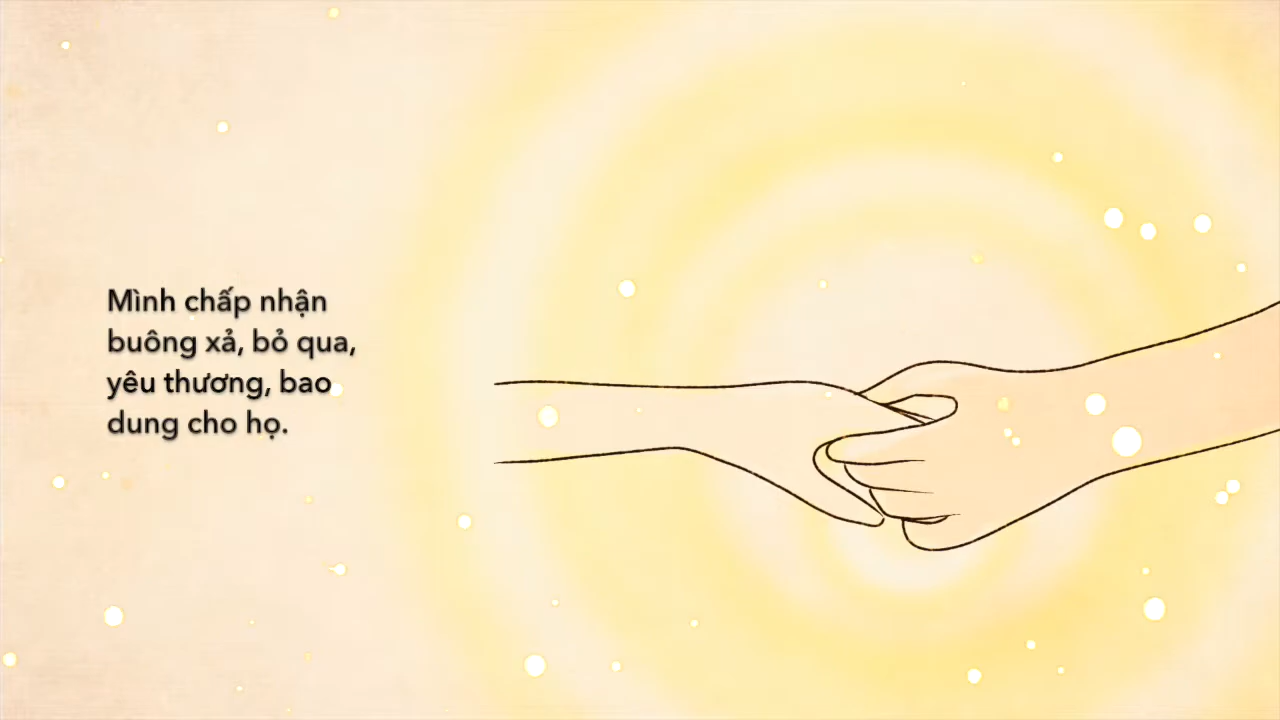 Mình chấp nhận
buông xả, bỏ qua,
yêu thương, bao
dung cho họ.